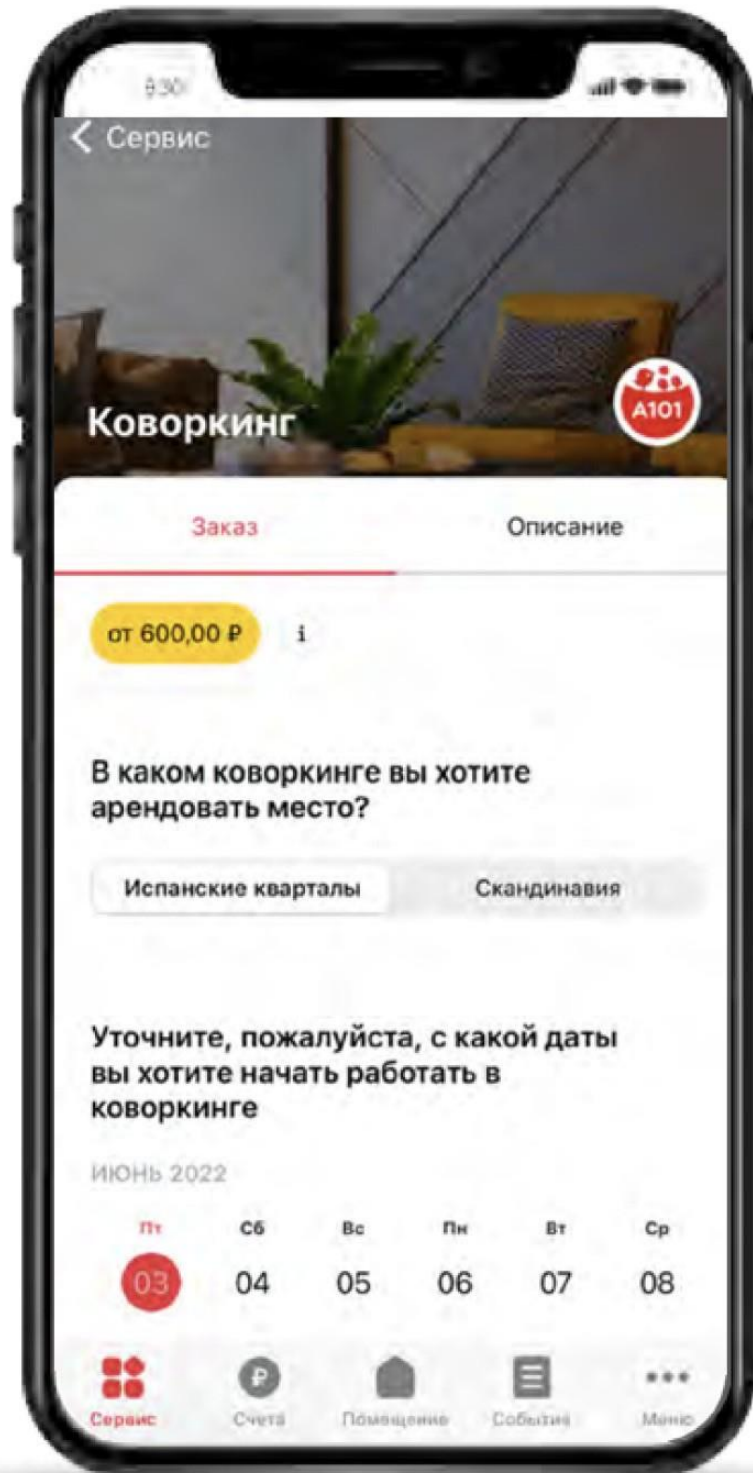 9:30
Сервис
Коворкинг
А101
Заказ
Описание
от 600,00 ₽
i
В каком коворкинге вы хотите
арендовать место?
Испанские кварталы
Скандинавия
Уточните, пожалуйста, с какой даты
вы хотите начать работать в
коворкинге
ИЮНЬ 2022
Пт Сб Вс Пн Вт Ср
03 04 05 06 07 08
Сервис Счета Помещение События Меню